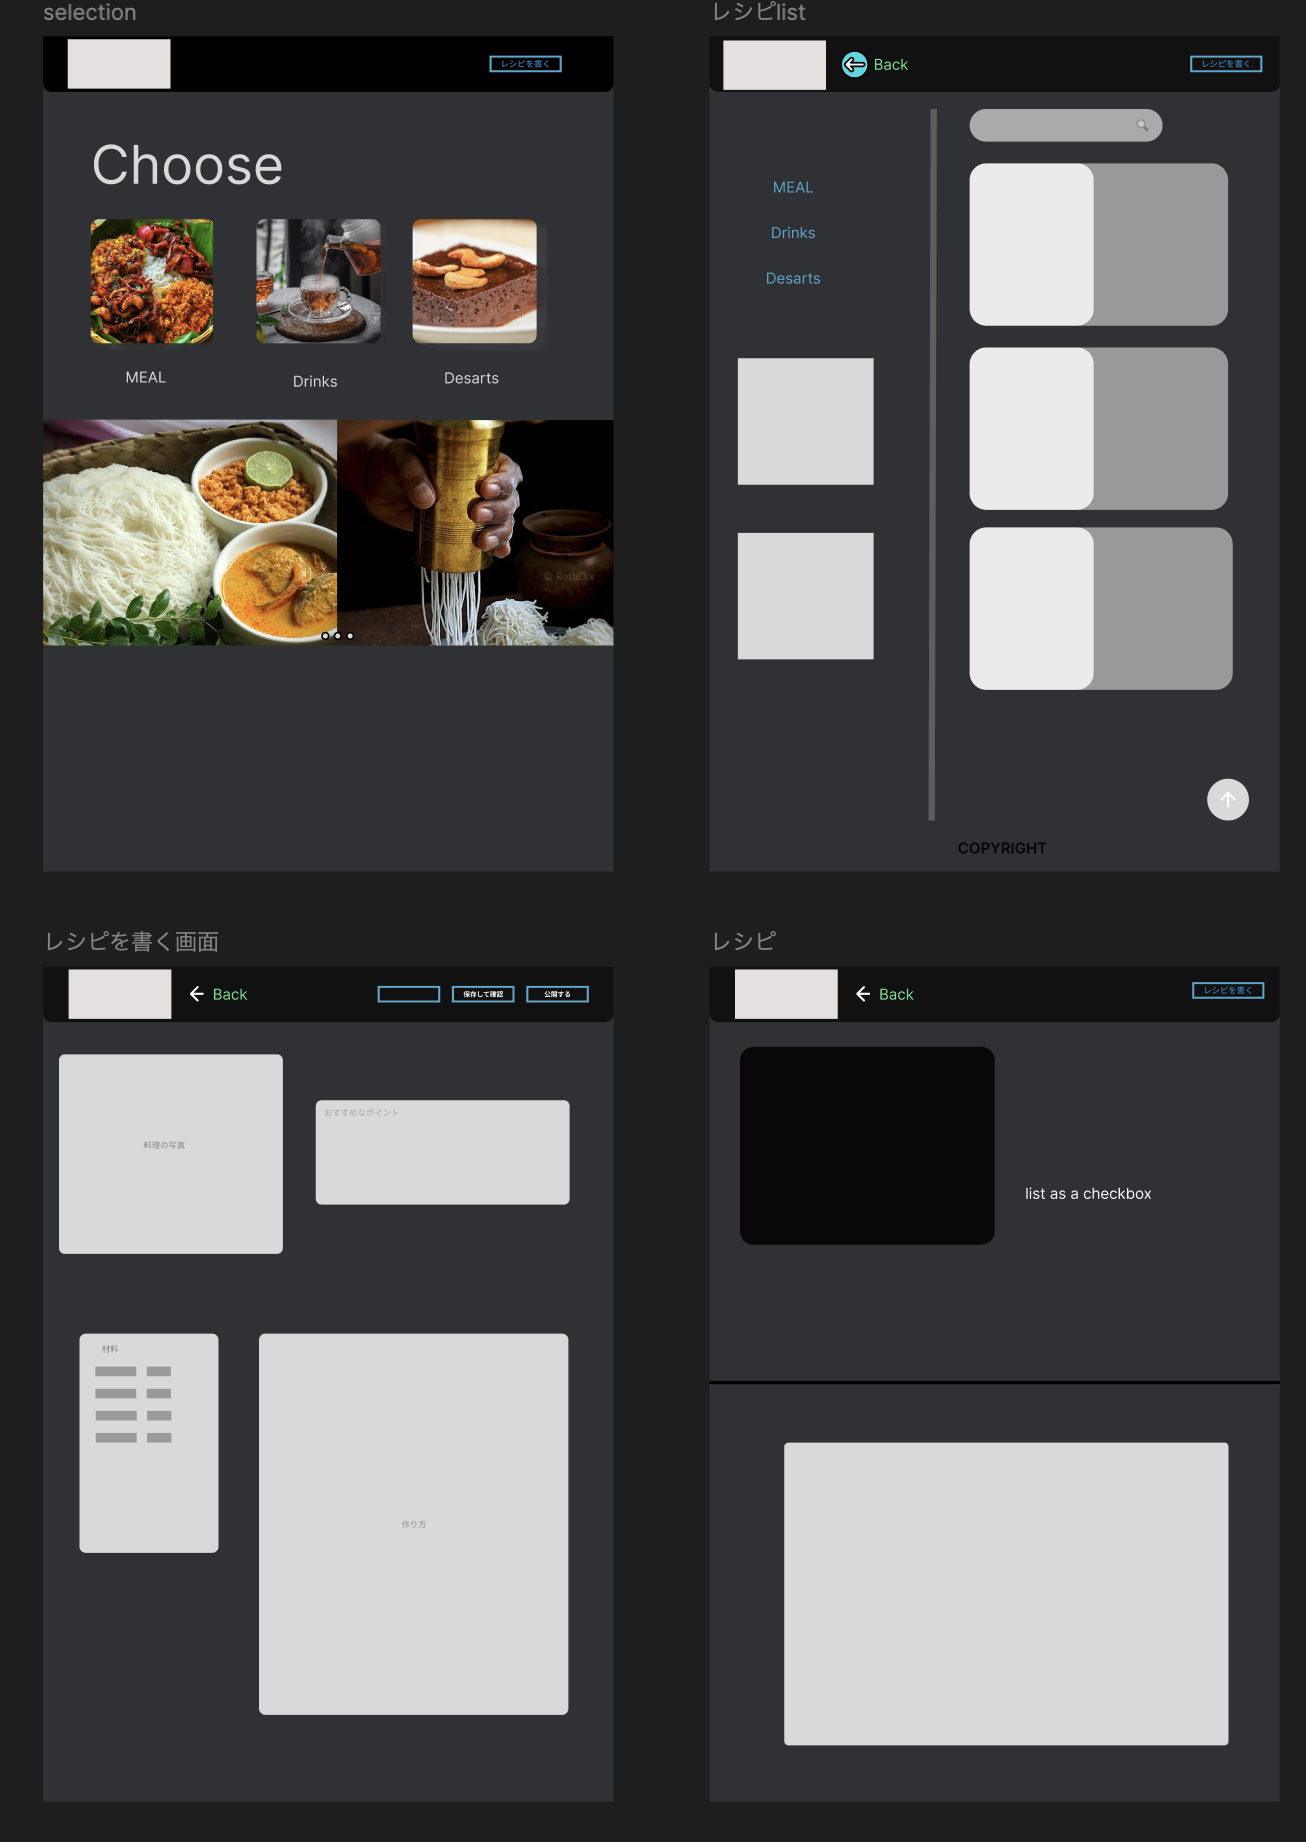 selection
レシピを書く
Choose
MEAL
Drinks
Desarts
© RoshClix
レシピlist
Back
レシピを書く
MEAL
Drinks
Desarts
COPYRIGHT
レシピを書く画面
Back
保存して確認
公開する
料理の写真
おすすめなポイント
材料
作り方
レシピ
Back
レシピを書く
list as a checkbox